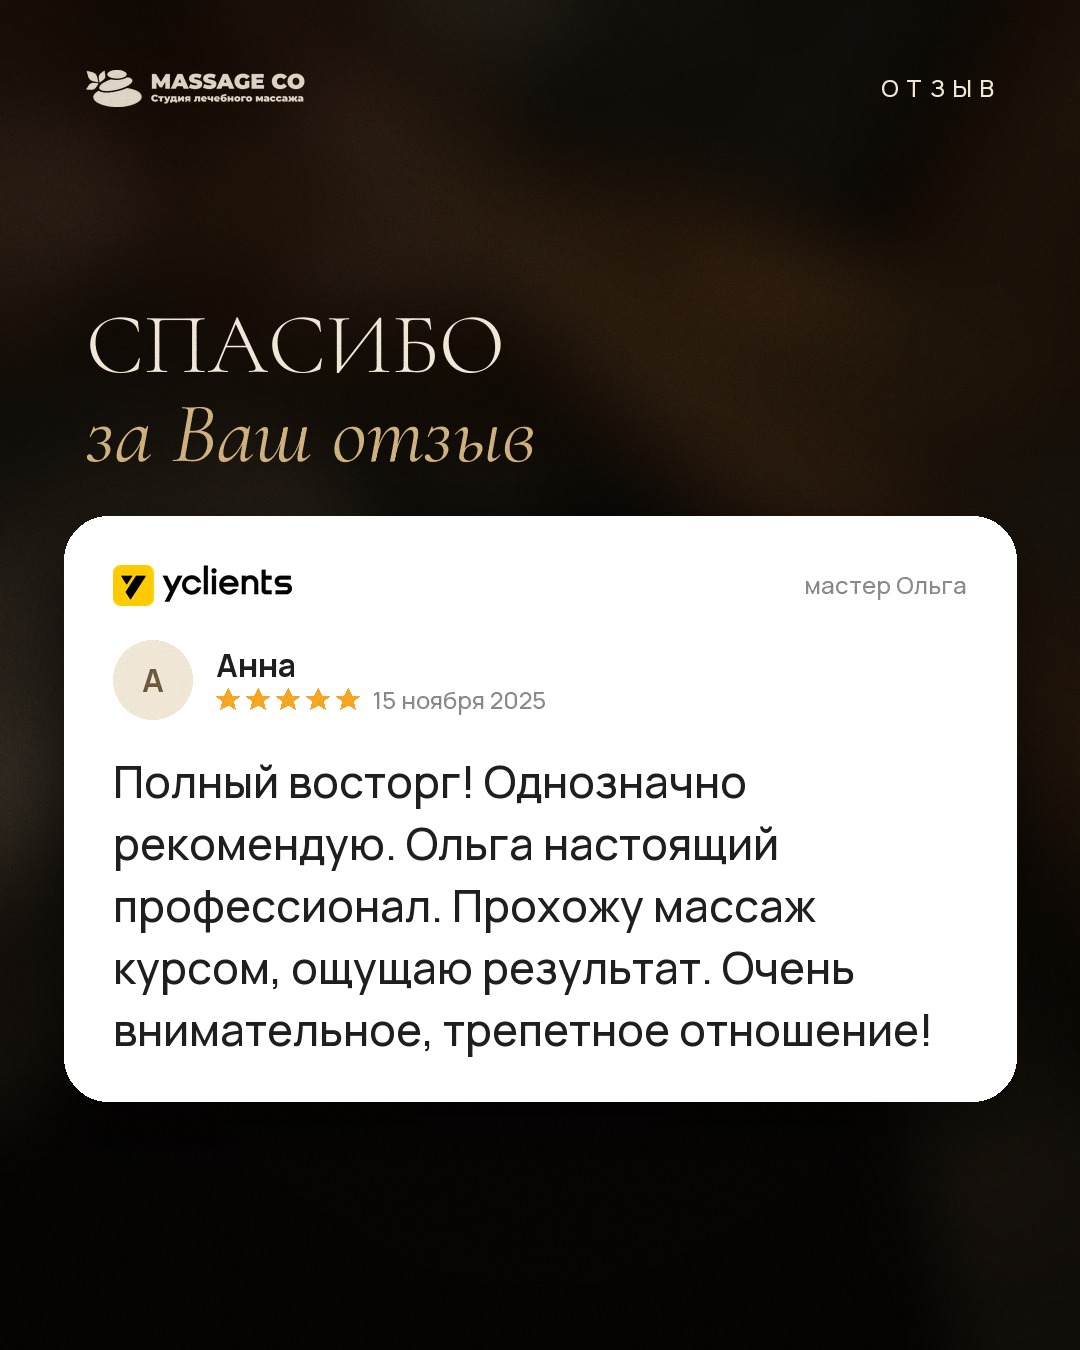 MASSAGE CO
Студия лечебного массажа
ОТЗЫВ
СПАСИБО
за Ваш отзыв
yclients
мастер Ольга
А
Анна
15 ноября 2025
Полный восторг! Однозначно
рекомендую. Ольга настоящий
профессионал. Прохожу массаж
курсом, ощущаю результат. Очень
внимательное, трепетное отношение!